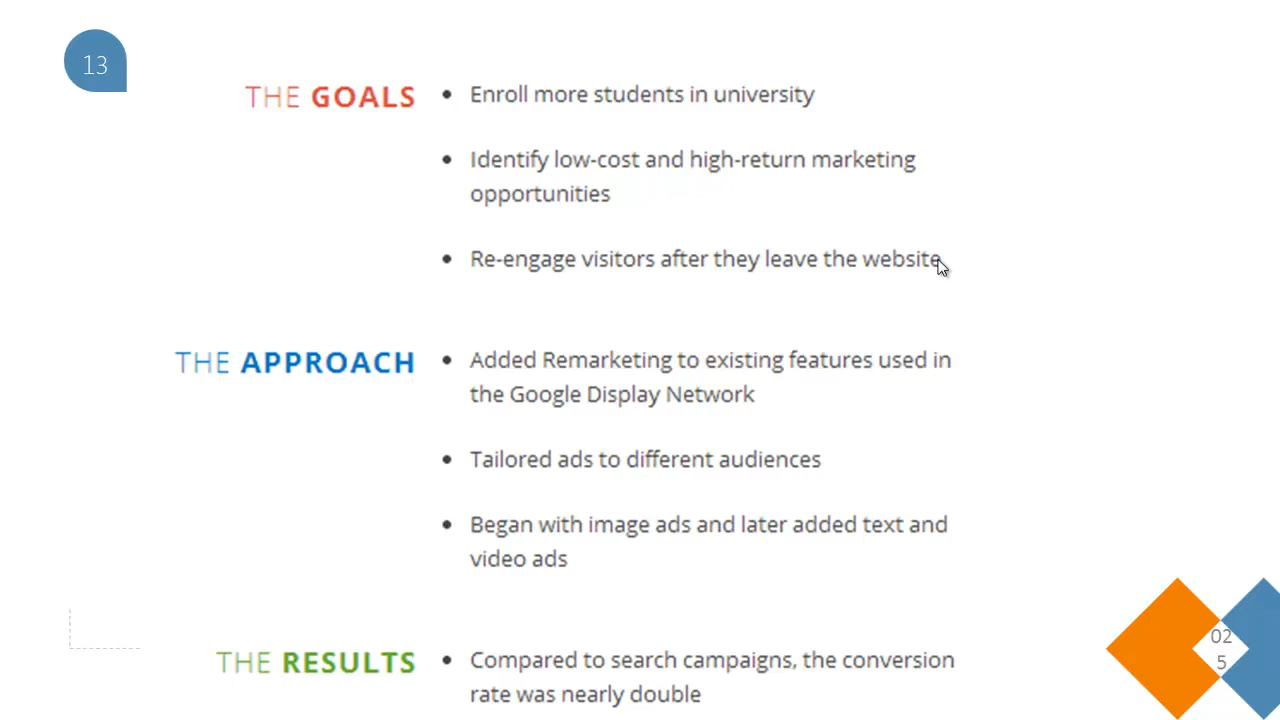 13
THE GOALS
• Enroll more students in university
• Identify low-cost and high-return marketing
opportunities
• Re-engage visitors after they leave the website
THE APPROACH
• Added Remarketing to existing features used in
the Google Display Network
• Tailored ads to different audiences
• Began with image ads and later added text and
video ads
THE RESULTS
• Compared to search campaigns, the conversion
rate was nearly double
02
5